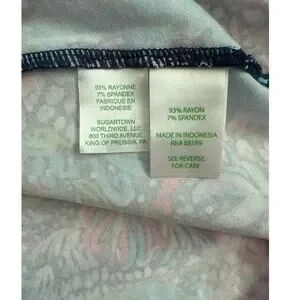 93% RAYONNE
7% SPANDEX
FABRIQUE EN
INDONESIE
SUGARTOWN
WORLDWIDE, LLC
800 THIRD AVENUE
KING OF PRUSSIA, PA
93% RAYON
7% SPANDEX
MADE IN INDONESIA
RN# 88189
SEE REVERSE
FOR CARE